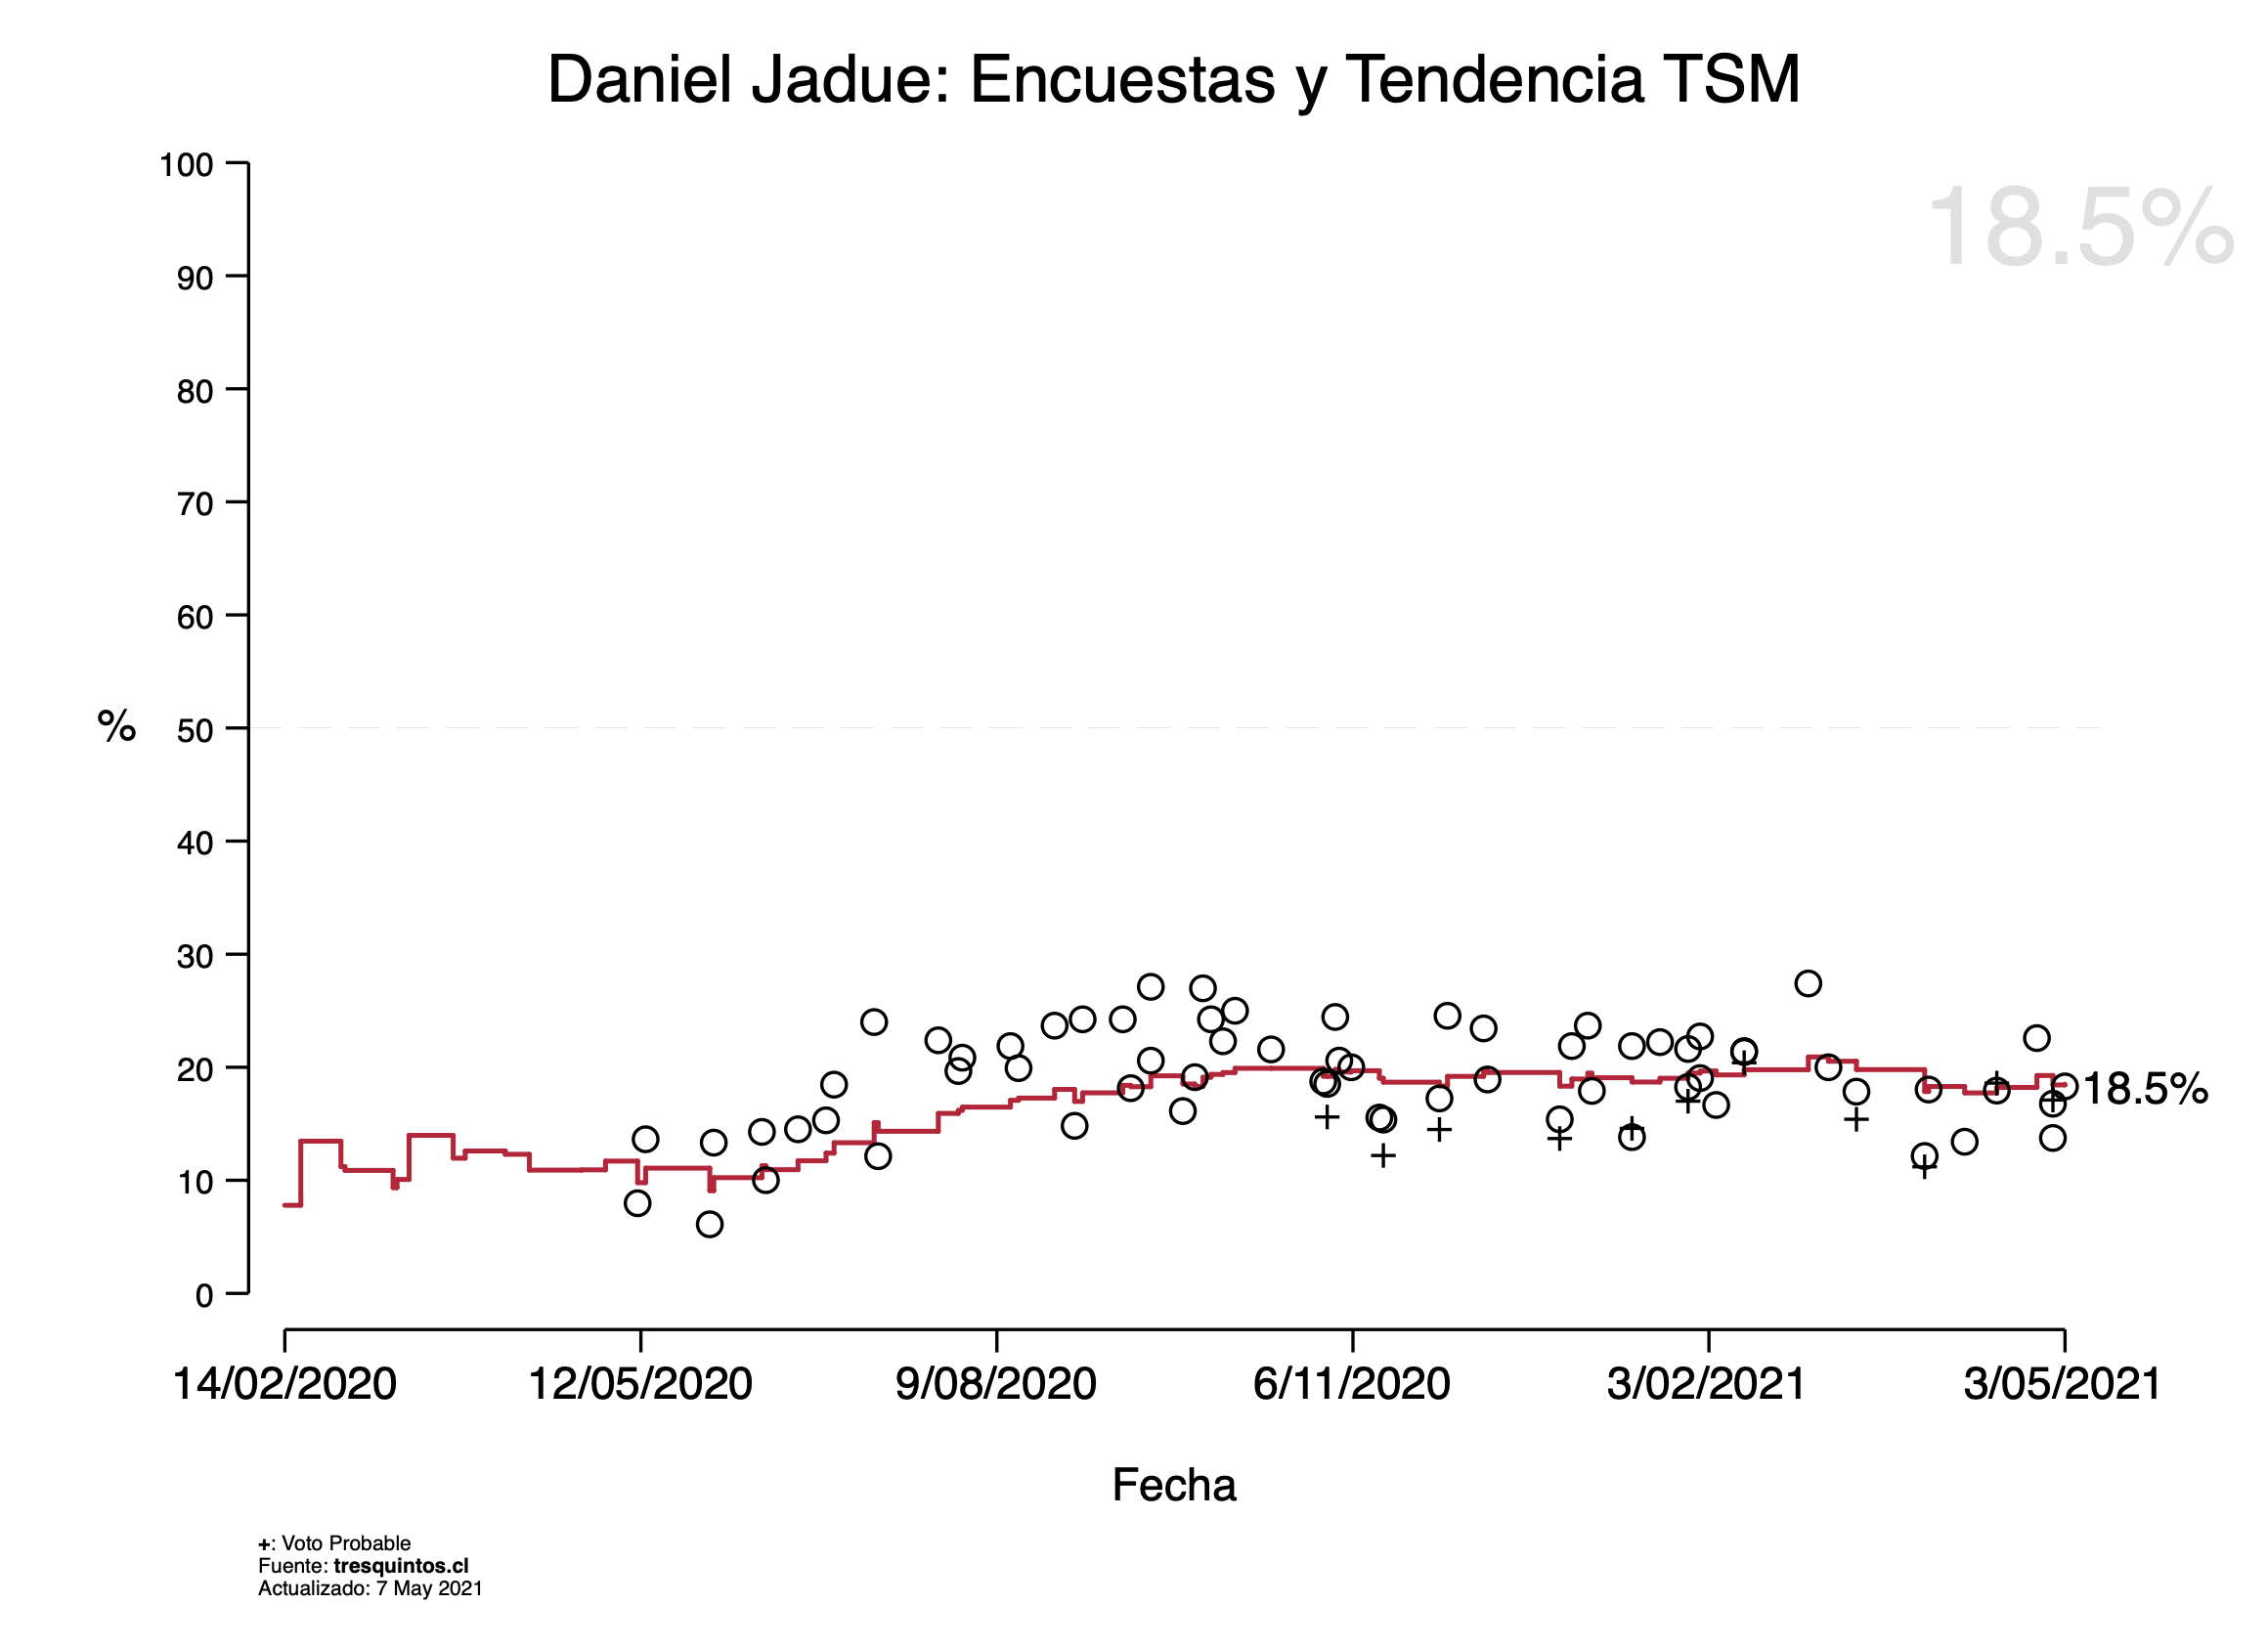 Daniel Jadue: Encuestas y Tendencia TSM
18.5%
100
90
80
70
60
50
40
30
20
10
0
%
18.5%
14/02/2020 12/05/2020 9/08/2020 6/11/2020 3/02/2021 3/05/2021
Fecha
+: Voto Probable
Fuente: tresquintos.cl
Actualizado: 7 May 2021